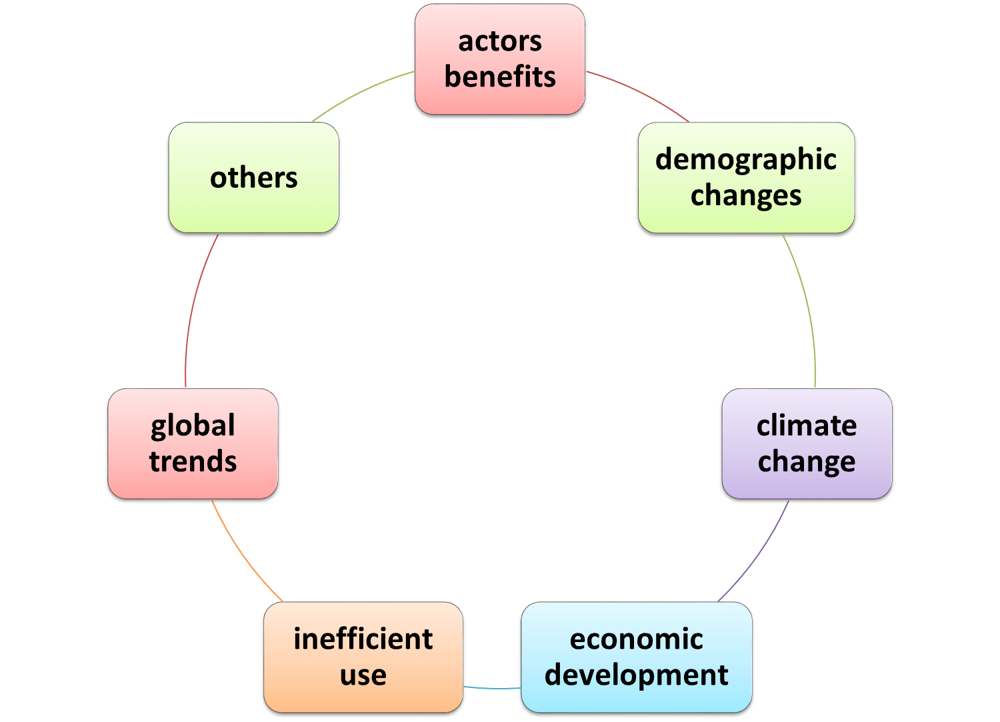 actors
benefits
demographic
changes
climate
change
economic
development
inefficient
use
global
trends
others